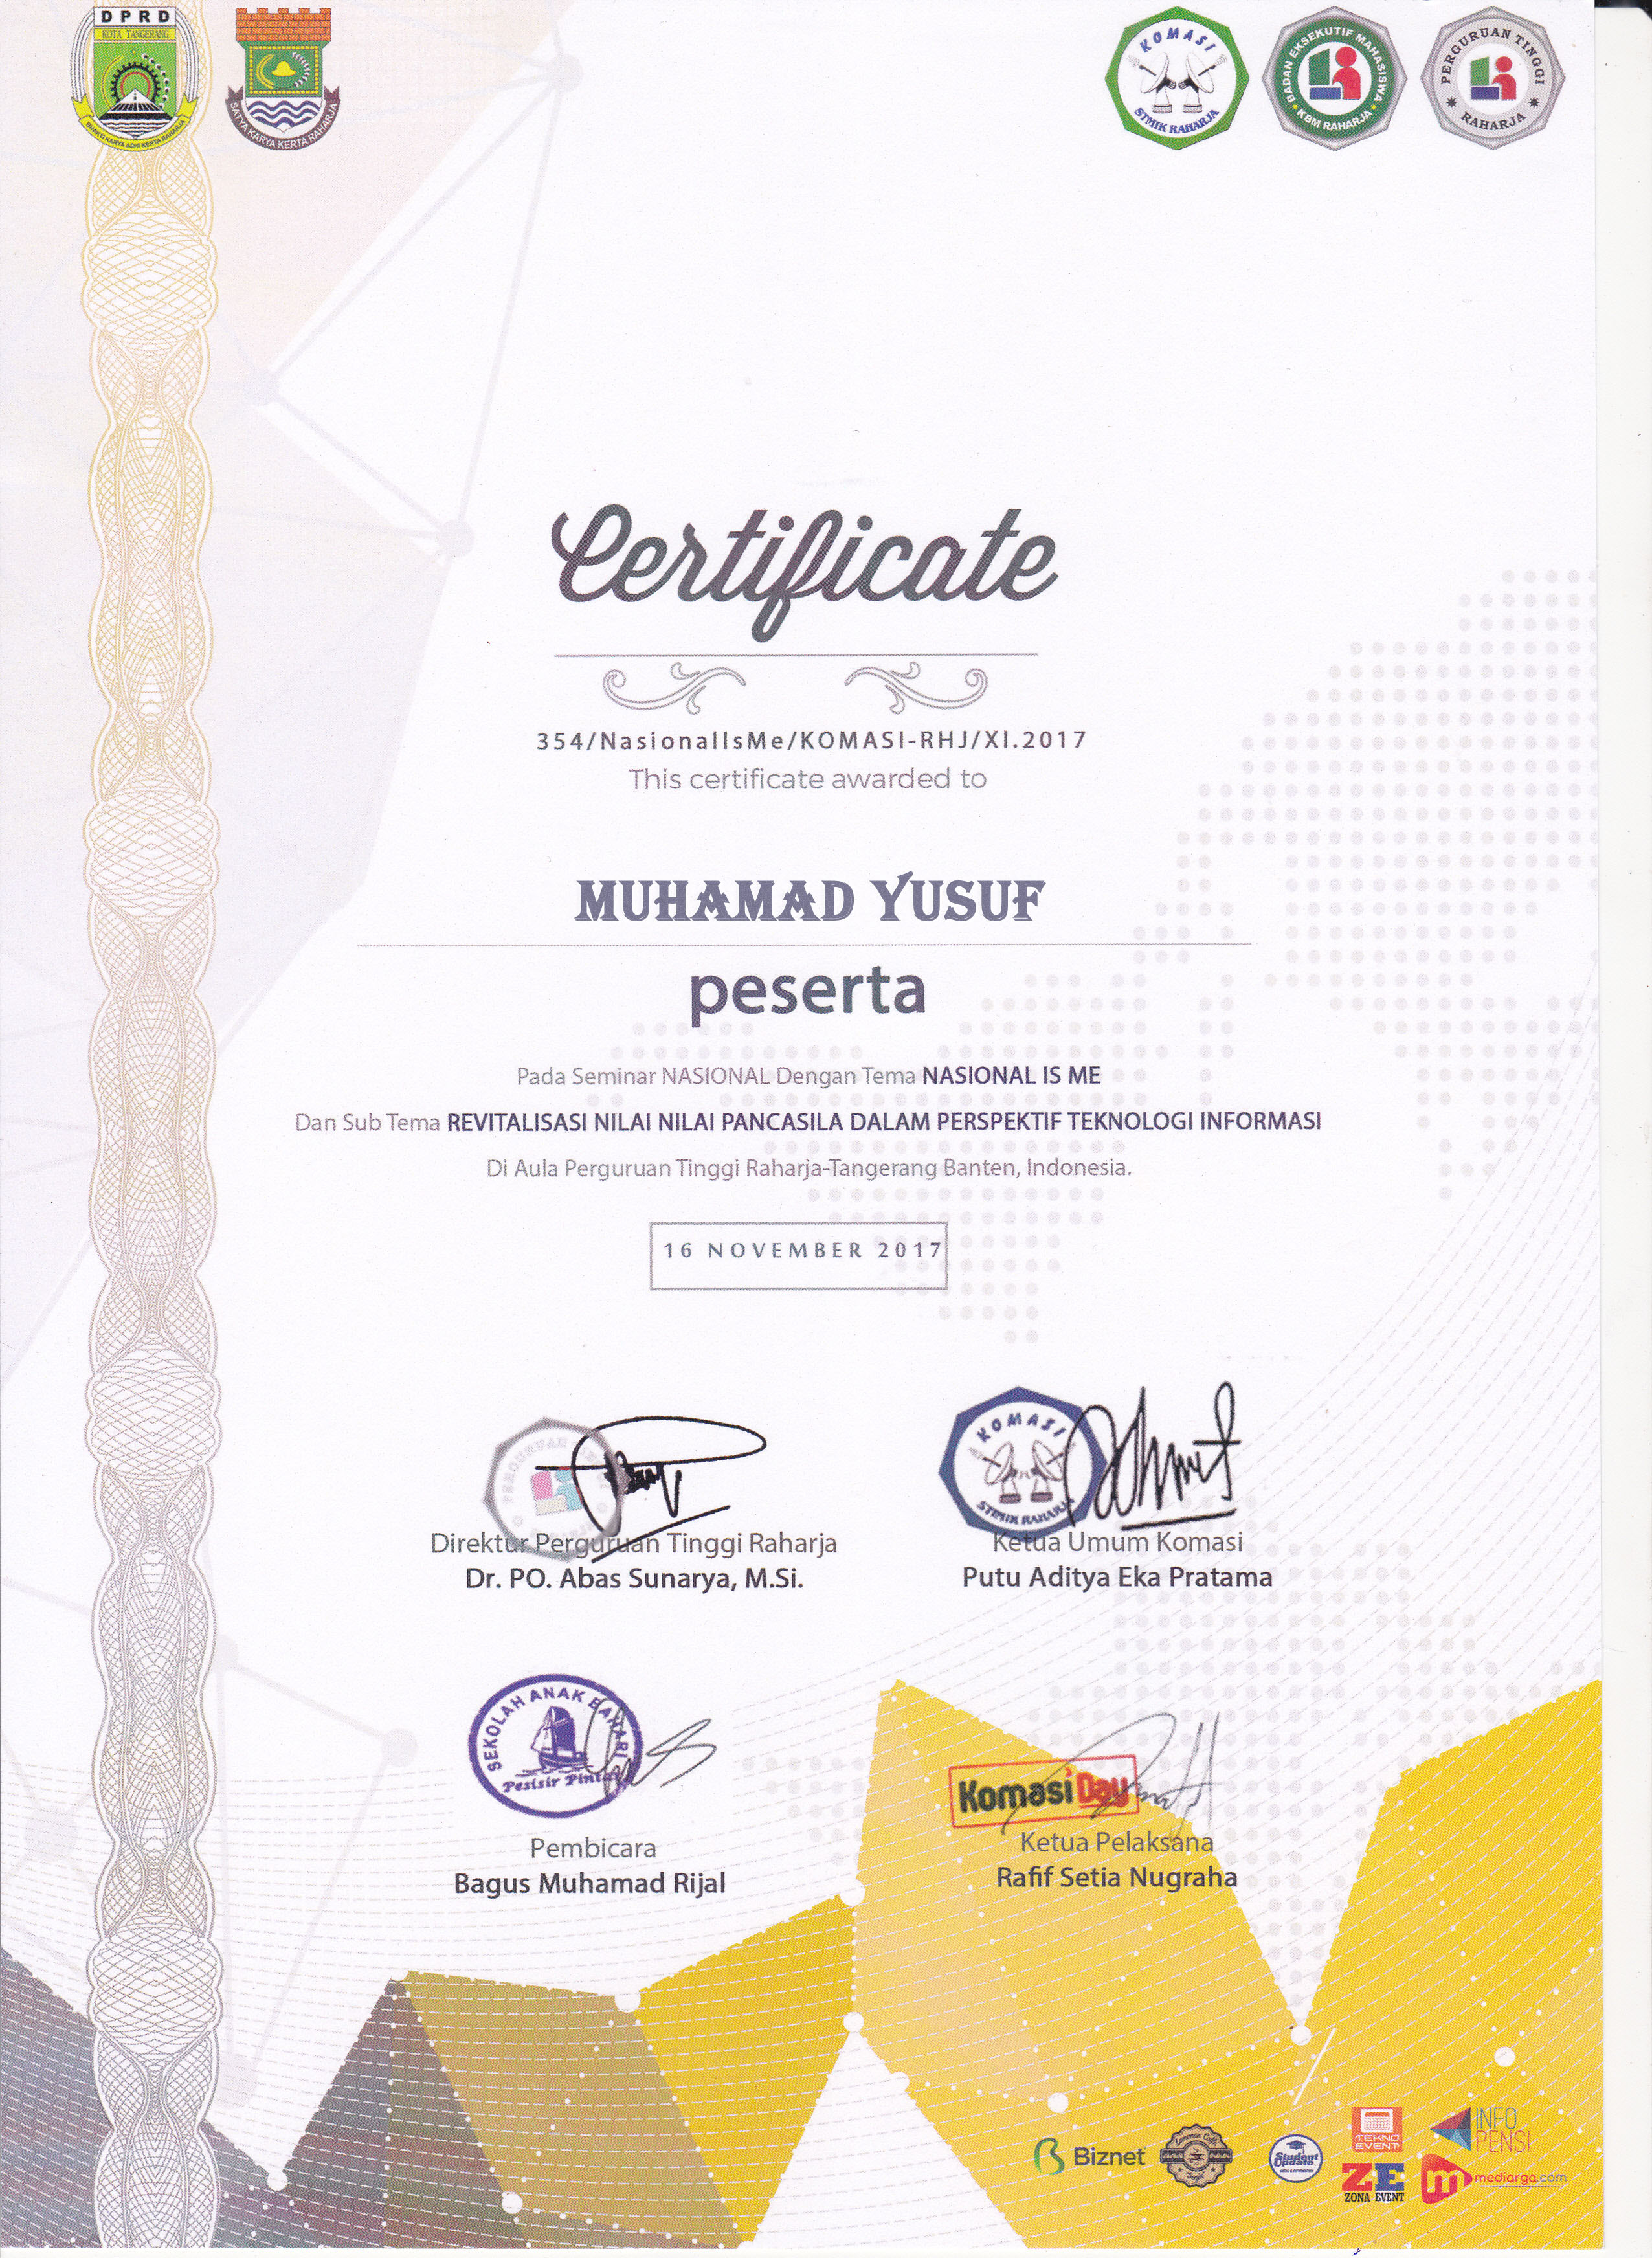 DPRD
KOTA TANGERANG
BHAKTI KARYA ADHI KERTA RAHARJA
SATYA KARYA KERTA RAHARJA
KOMASI
STMIK RAHARJA
BADAN EKSEKUTIF MAHASISWA
KBM RAHARJA
PERGURUAN TINGGI
RAHARJA
Certificate
354/NasionalIsMe/KOMASI-RHJ/XI.2017
This certificate awarded to
MUHAMAD YUSUF
peserta
Pada Seminar NASIONAL Dengan Tema NASIONAL IS ME
Dan Sub Tema REVITALISASI NILAI NILAI PANCASILA DALAM PERSPEKTIF TEKNOLOGI INFORMASI
Di Aula Perguruan Tinggi Raharja-Tangerang Banten, Indonesia.
16 NOVEMBER 2017
KOMASI
STMIK RAHARJA
Direktur Perguruan Tinggi Raharja
Dr. PO. Abas Sunarya, M.Si.
Ketua Umum Komasi
Putu Aditya Eka Pratama
SEKOLAH ANAK BAHARI
Pesisir Pintar
Pembicara
Bagus Muhamad Rijal
Komasi Day
Ketua Pelaksana
Rafif Setia Nugraha
Biznet
Student Update
TEKNO EVENT
ZE
ZONA EVENT
INFO PENSI
m mediargo.com